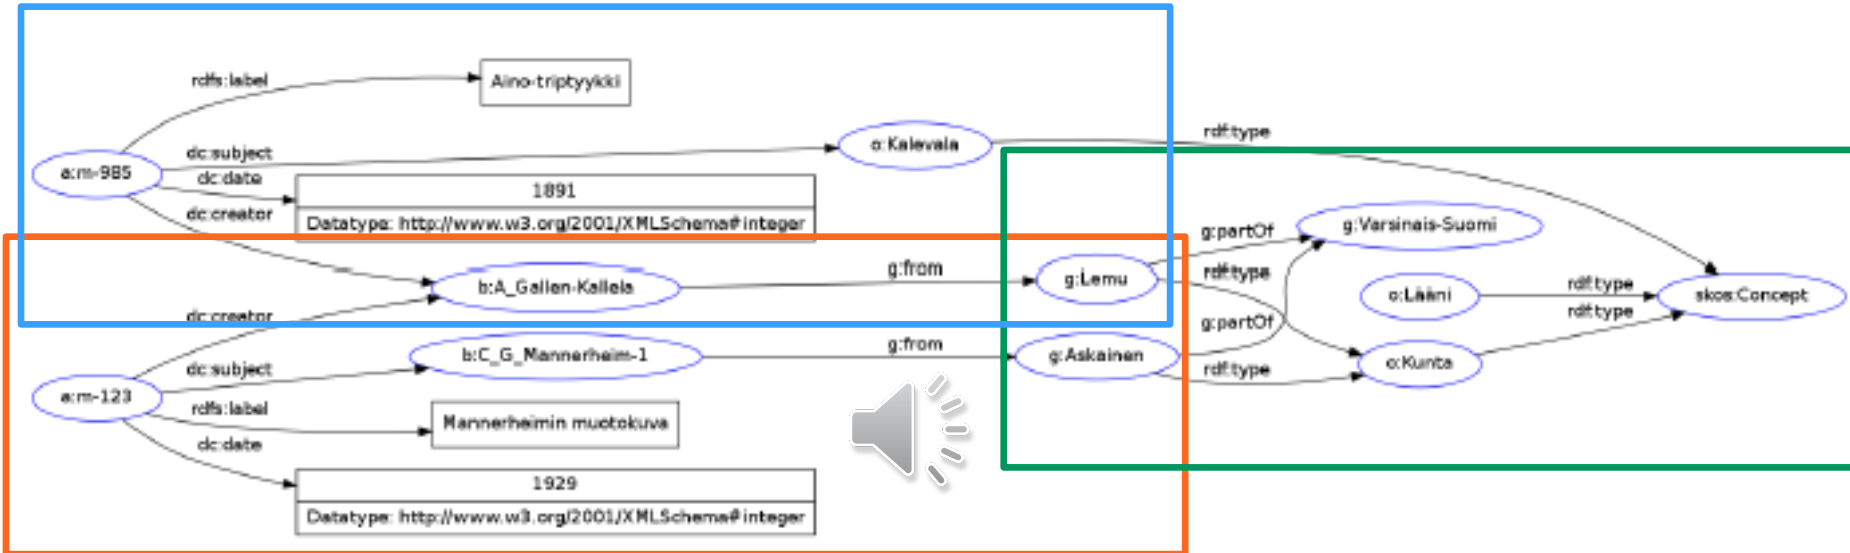 rdfs:label
Aino-triptyykki
rdf:type
o:Kalevala
dc:subject
a:m-985
dc:date
1891
dc:creator
Datatype: http://www.w3.org/2001/XMLSchema#integer
g:partOf
g:Varsinais-Suomi
g:from
rdf:type
g:Lemu
b:A_Gallen-Kallela
o:Lääni
rdf:type
skos:Concept
dc:creator
g:partOf
rdf:type
b:C_G_Mannerheim-1
g:from
g:Askainen
o:Kunta
dc:subject
rdf:type
a:m-123
rdfs:label
Mannerheimin muotokuva
dc:date
1929
Datatype: http://www.w3.org/2001/XMLSchema#integer